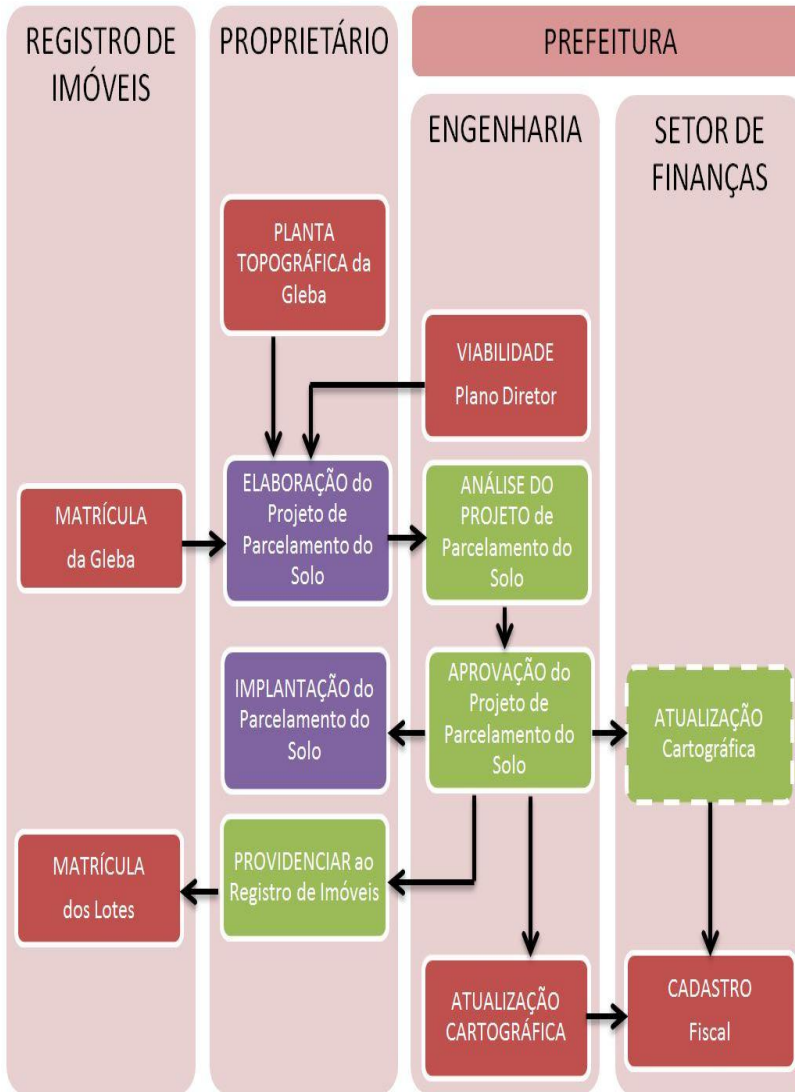 REGISTRO DE
IMÓVEIS
PROPRIETÁRIO
PREFEITURA
ENGENHARIA
SETOR DE
FINANÇAS
PLANTA
TOPOGRÁFICA da
Gleba
VIABILIDADE
Plano Diretor
MATRÍCULA
da Gleba
ELABORAÇÃO do
Projeto de
Parcelamento do
Solo
ANÁLISE DO
PROJETO de
Parcelamento do
Solo
IMPLANTAÇÃO do
Parcelamento do
Solo
APROVAÇÃO do
Projeto de
Parcelamento do
Solo
ATUALIZAÇÃO
Cartográfica
MATRÍCULA
dos Lotes
PROVIDENCIAR ao
Registro de Imóveis
ATUALIZAÇÃO
CARTOGRÁFICA
CADASTRO
Fiscal